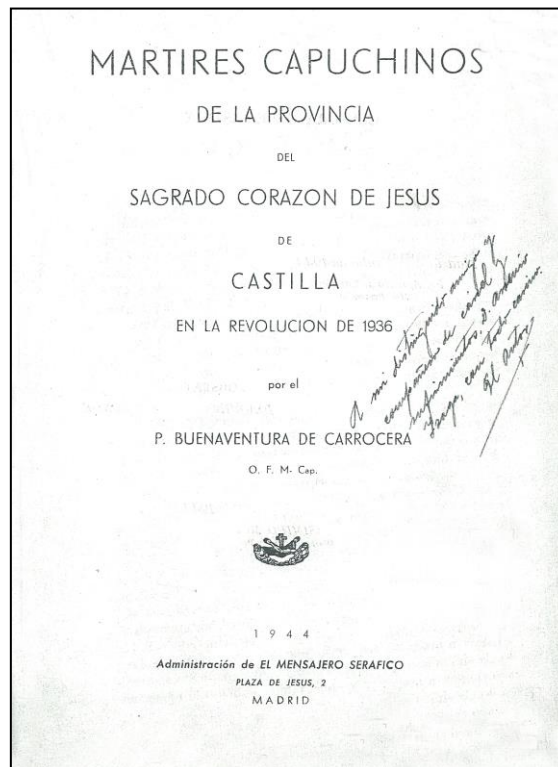 MARTIRES CAPUCHINOS
DE LA PROVINCIA
DEL
SAGRADO CORAZON DE JESUS
DE
CASTILLA
EN LA REVOLUCION DE 1936
por el
P. BUENAVENTURA DE CARROCERA
O. F. M- Cap.
A mi distinguido amigo y
compañero de cárcel y
sufrimientos, D. Antonio
con todo cariño.
El Autor
1944
Administración de EL MENSAJERO SERAFICO
PLAZA DE JESUS, 2
MADRID